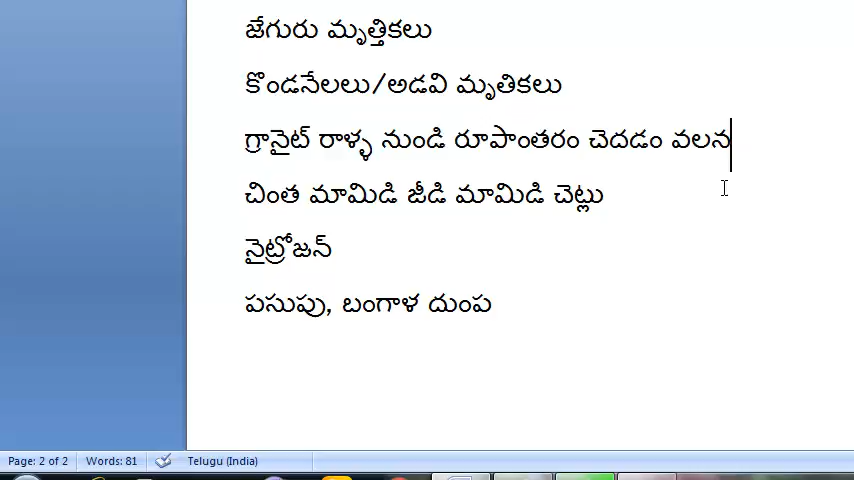 జేగురు మృత్తికలు
కొండనేలలు/అడవి మృతికలు
గ్రానైట్ రాళ్ళ నుండి రూపాంతరం చెదడం వలన
చింత మామిడి జీడి మామిడి చెట్లు
నైట్రోజన్
పసుపు, బంగాళ దుంప
Page: 2 of 2 Words: 81 Telugu (India)